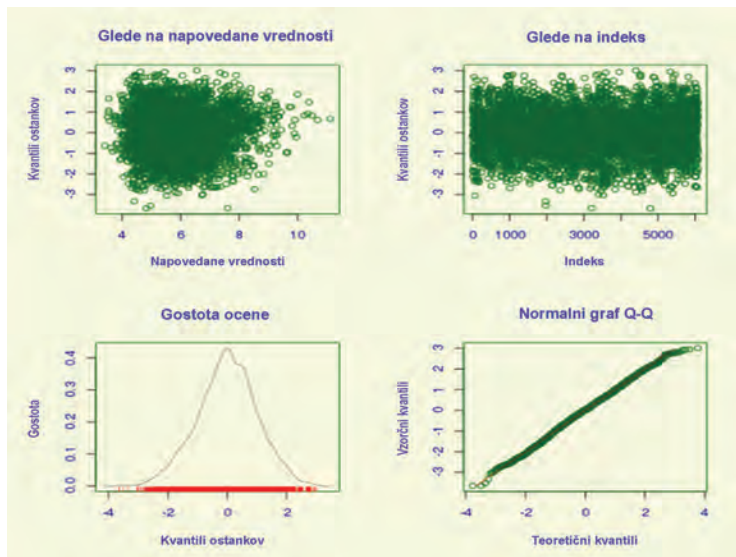 Glede na napovedane vrednosti
Kvantili ostankov
3
2
1
0
-1
-2
-3
4 6 8 10
Napovedane vrednosti
Glede na indeks
Kvantili ostankov
3
2
1
0
-1
-2
-3
0 1000 3000 5000
Indeks
Gostota ocene
Gostota
0.4
0.3
0.2
0.1
0.0
-4 -2 0 2
Kvantili ostankov
Normalni graf Q-Q
Vzorčni kvantili
3
2
1
0
-1
-2
-3
-4 -2 0 2 4
Teoretični kvantili